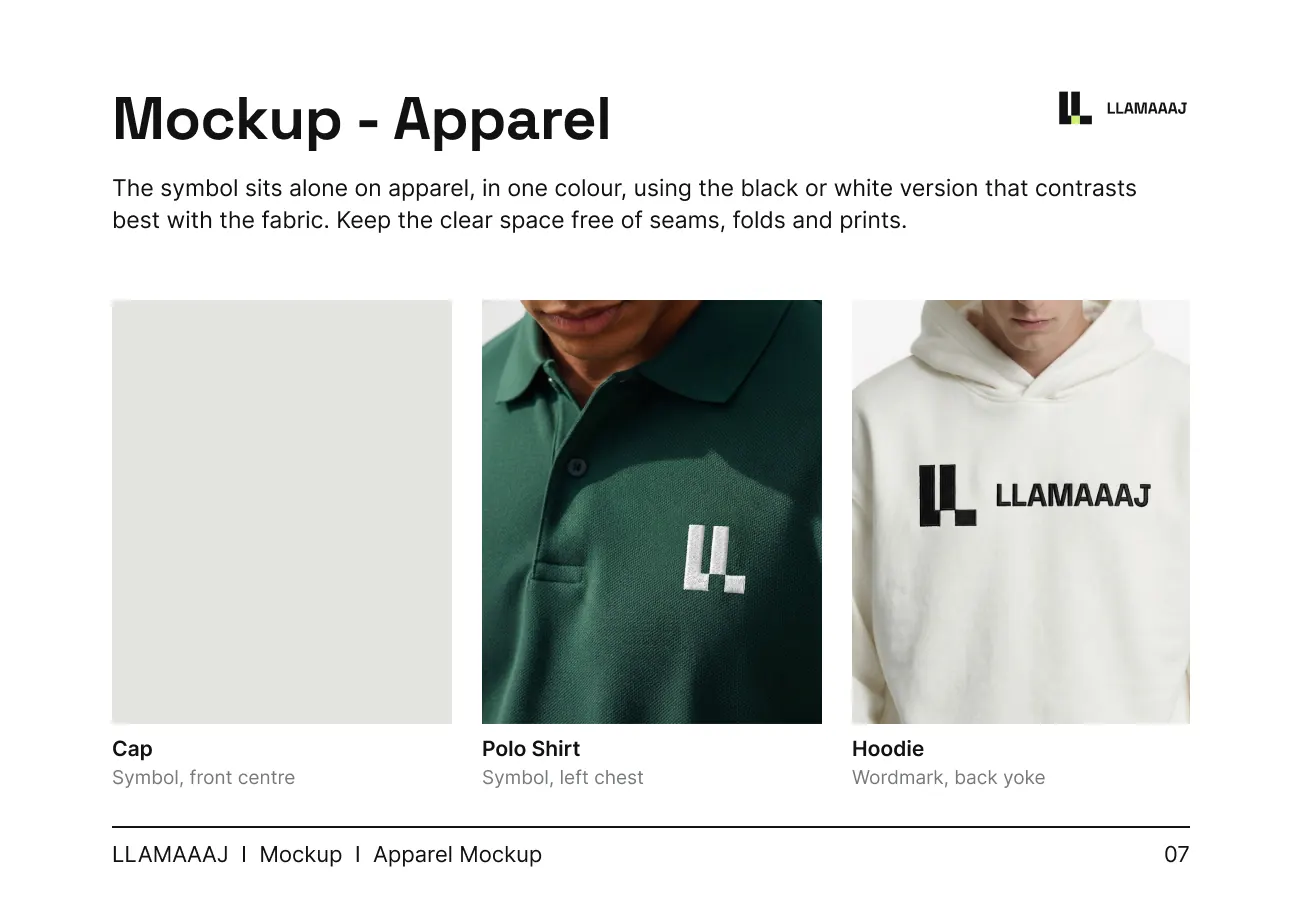 Mockup - Apparel
LLAMAAAJ
The symbol sits alone on apparel, in one colour, using the black or white version that contrasts
best with the fabric. Keep the clear space free of seams, folds and prints.
LLAMAAAJ
Cap
Symbol, front centre
Polo Shirt
Symbol, left chest
Hoodie
Wordmark, back yoke
LLAMAAAJ I Mockup I Apparel Mockup
07